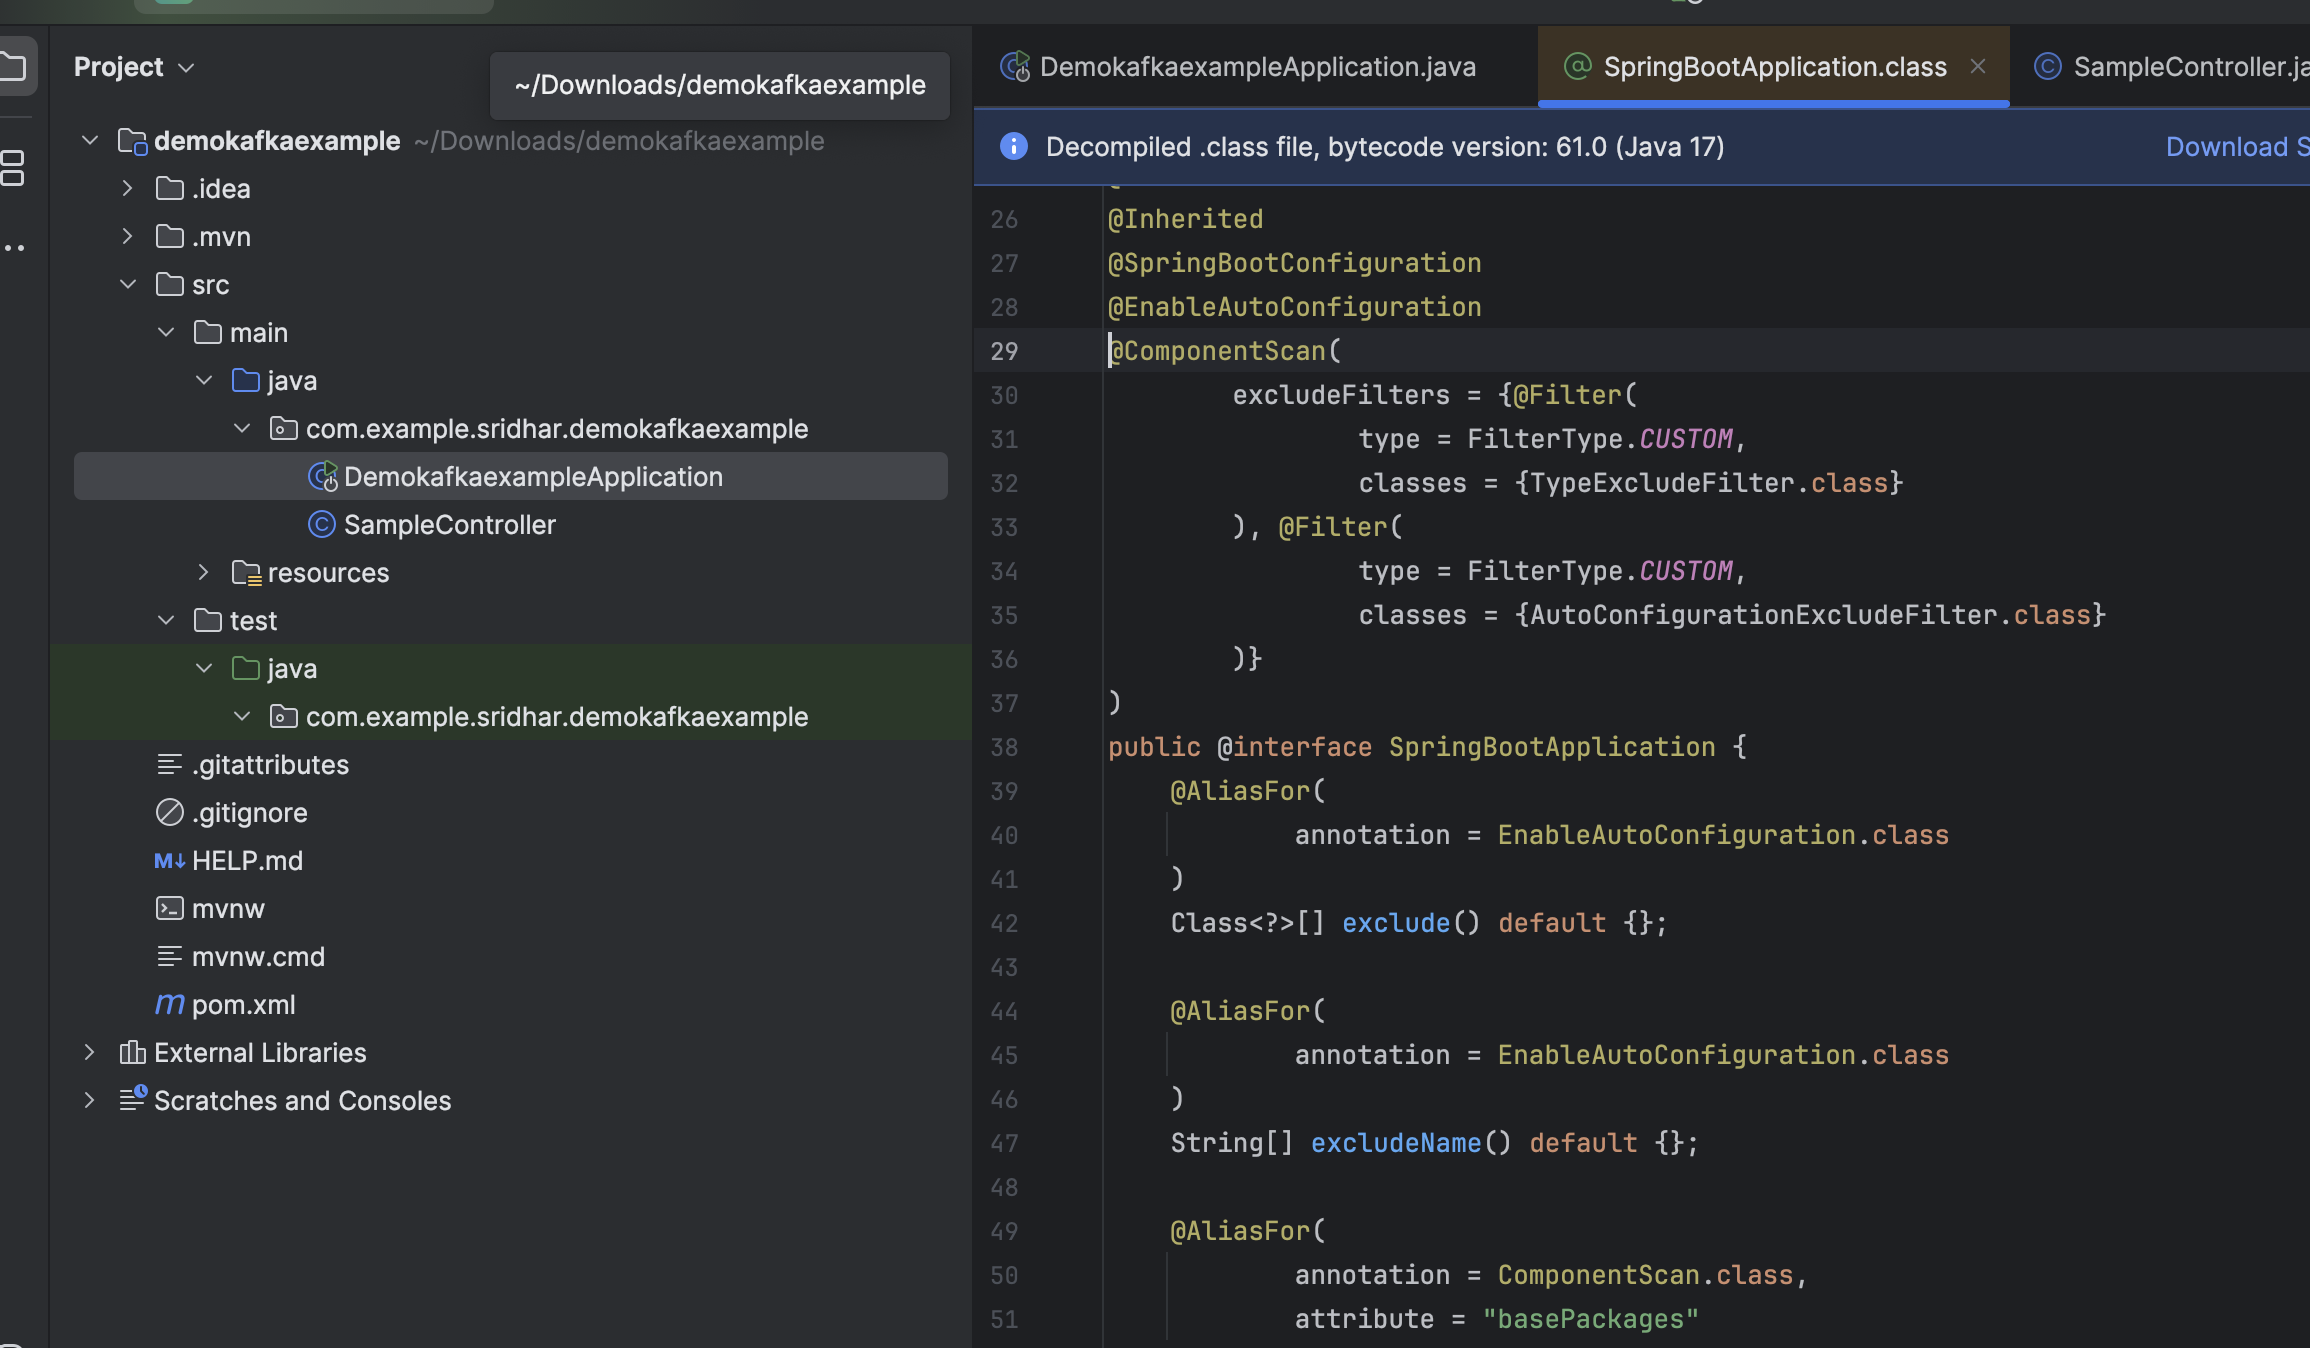 Project
~/Downloads/demokafkaexample
demokafkaexample ~/Downloads/demokafkaexample
.idea
.mvn
src
main
java
com.example.sridhar.demokafkaexample
DemokafkaexampleApplication
SampleController
resources
test
java
com.example.sridhar.demokafkaexample
.gitattributes
.gitignore
M↓ HELP.md
mvnw
mvnw.cmd
m pom.xml
External Libraries
Scratches and Consoles
DemokafkaexampleApplication.java
@ SpringBootApplication.class
C SampleController.ja
Decompiled .class file, bytecode version: 61.0 (Java 17)
Download S
26 @Inherited
27 @SpringBootConfiguration
28 @EnableAutoConfiguration
29 @ComponentScan(
30 excludeFilters = {@Filter(
31 type = FilterType.CUSTOM,
32 classes = {TypeExcludeFilter.class}
33 ), @Filter(
34 type = FilterType.CUSTOM,
35 classes = {AutoConfigurationExcludeFilter.class}
36 )}
37 )
38 public @interface SpringBootApplication {
39 @AliasFor(
40 annotation = EnableAutoConfiguration.class
41 )
42 Class<?>[] exclude() default {};
43
44 @AliasFor(
45 annotation = EnableAutoConfiguration.class
46 )
47 String[] excludeName() default {};
48
49 @AliasFor(
50 annotation = ComponentScan.class,
51 attribute = "basePackages"